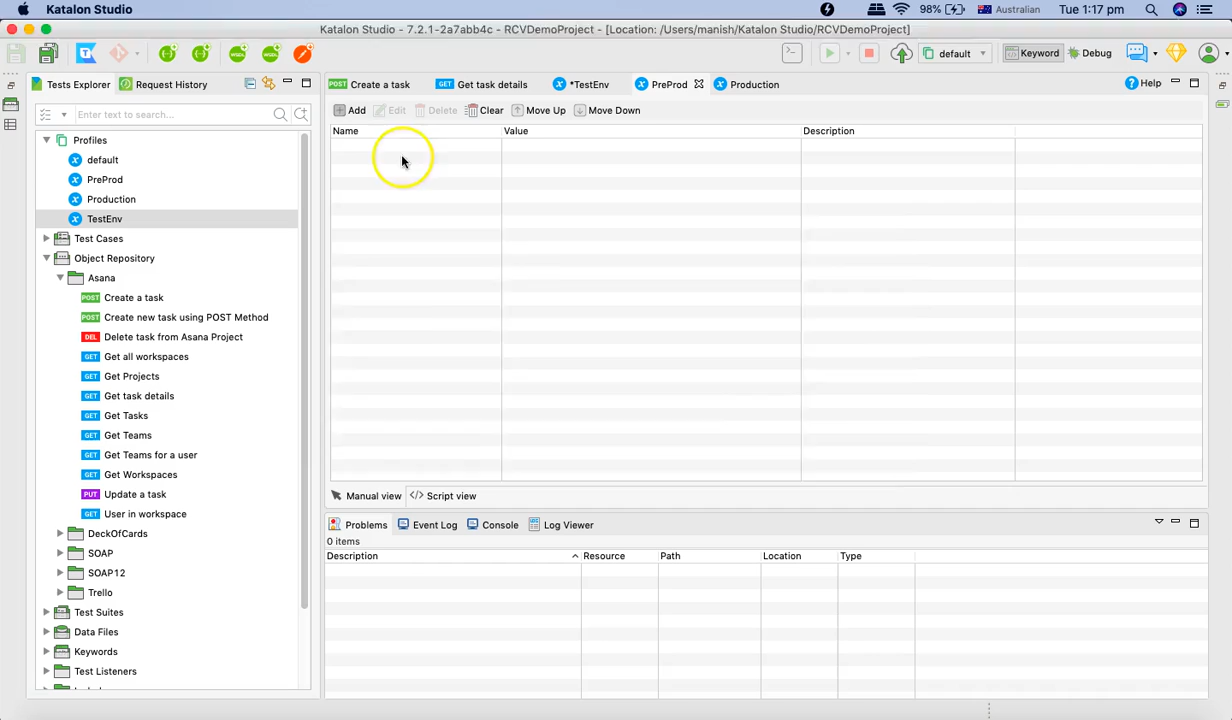 Katalon Studio
98%
Australian
Tue 1:17 pm
Katalon Studio - 7.2.1-2a7abb4c - RCVDemoProject - [Location: /Users/manish/Katalon Studio/RCVDemoProject]
default
Keyword
Debug
Tests Explorer
Request History
POST Create a task
GET Get task details
*TestEnv
PreProd
Production
Help
Enter text to search...
Add
Edit
Delete
Clear
Move Up
Move Down
Name
Value
Description
Profiles
default
PreProd
Production
TestEnv
Test Cases
Object Repository
Asana
POST Create a task
POST Create new task using POST Method
DEL Delete task from Asana Project
GET Get all workspaces
GET Get Projects
GET Get task details
GET Get Tasks
GET Get Teams
GET Get Teams for a user
GET Get Workspaces
PUT Update a task
GET User in workspace
DeckOfCards
SOAP
SOAP12
Trello
Test Suites
Data Files
Keywords
Test Listeners
Manual view
Script view
Problems
Event Log
Console
Log Viewer
0 items
Description
Resource
Path
Location
Type